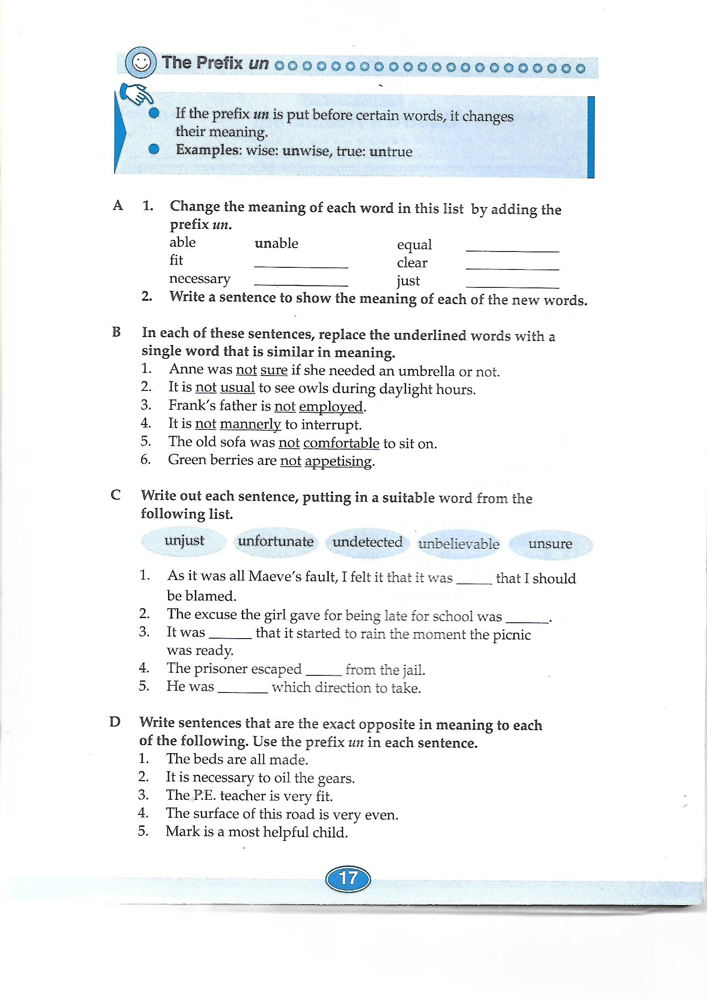 The Prefix un
If the prefix un is put before certain words, it changes
their meaning.
Examples: wise: unwise, true: untrue
A 1. Change the meaning of each word in this list by adding the
prefix un.
able unable equal ____________
fit ____________ clear ____________
necessary ____________ just ____________
2. Write a sentence to show the meaning of each of the new words.
B In each of these sentences, replace the underlined words with a
single word that is similar in meaning.
1. Anne was not sure if she needed an umbrella or not.
2. It is not usual to see owls during daylight hours.
3. Frank's father is not employed.
4. It is not mannerly to interrupt.
5. The old sofa was not comfortable to sit on.
6. Green berries are not appetising.
C Write out each sentence, putting in a suitable word from the
following list.
unjust unfortunate undetected unbelievable unsure
1. As it was all Maeve's fault, I felt it that it was _____ that I should
be blamed.
2. The excuse the girl gave for being late for school was ______.
3. It was ______ that it started to rain the moment the picnic
was ready.
4. The prisoner escaped _____ from the jail.
5. He was _______ which direction to take.
D Write sentences that are the exact opposite in meaning to each
of the following. Use the prefix un in each sentence.
1. The beds are all made.
2. It is necessary to oil the gears.
3. The P.E. teacher is very fit.
4. The surface of this road is very even.
5. Mark is a most helpful child.
17